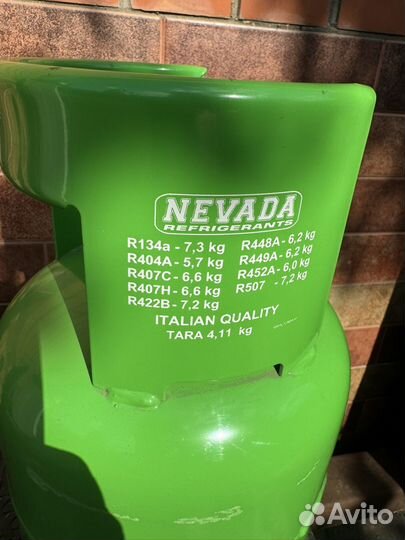 NEVADA
REFRIGERANTS
R134a - 7,3 kg
R404A - 5,7 kg
R407C - 6,6 kg
R407H - 6,6 kg
R422B - 7,2 kg
R448A - 6,2 kg
R449A - 6,2 kg
R452A - 6,0 kg
R507 - 7,2 kg
ITALIAN QUALITY
TARA 4,11 kg
Avito